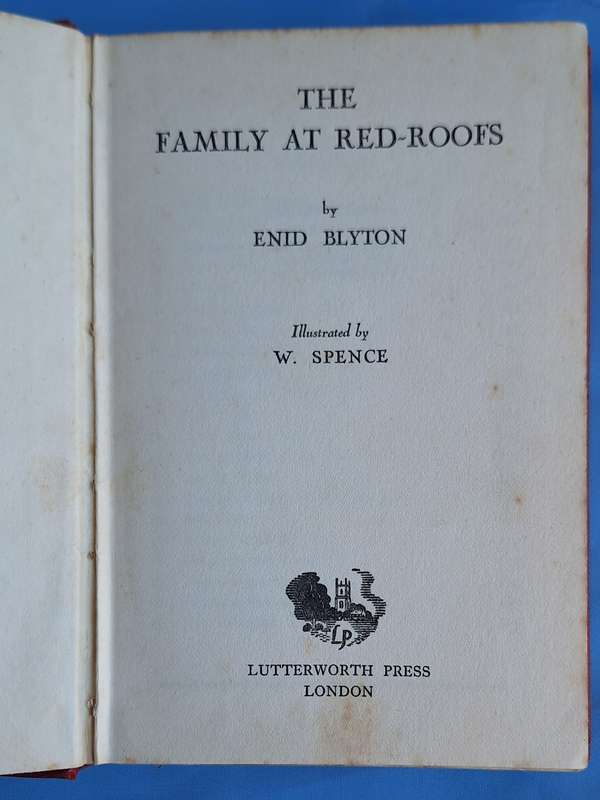 THE
FAMILY AT RED-ROOFS
by
ENID BLYTON
Illustrated by
W. SPENCE
LP
LUTTERWORTH PRESS
LONDON